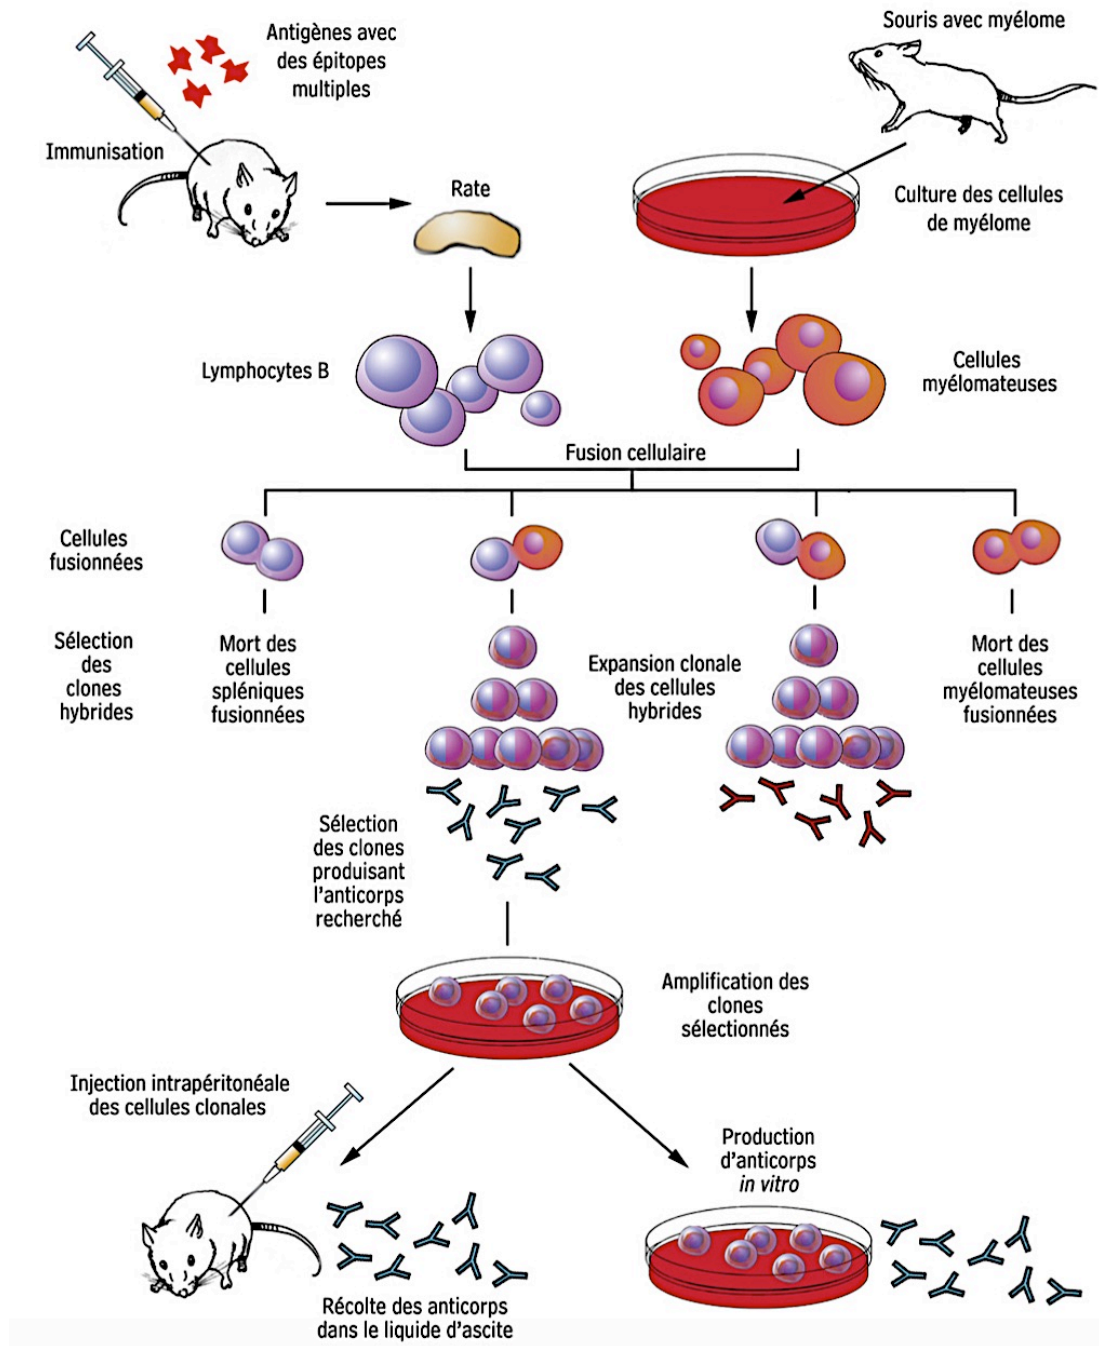 Antigènes avec
des épitopes
multiples
Souris avec myélome
Immunisation
Rate
Culture des cellules
de myélome
Lymphocytes B
Cellules
myélomateuses
Fusion cellulaire
Cellules
fusionnées
Sélection
des
clones
hybrides
Mort des
cellules
spléniques
fusionnées
Expansion clonale
des cellules
hybrides
Mort des
cellules
myélomateuses
fusionnées
Sélection
des clones
produisant
l'anticorps
recherché
Amplification des
clones
sélectionnés
Injection intrapéritonéale
des cellules clonales
Production
d'anticorps
in vitro
Récolte des anticorps
dans le liquide d'ascite